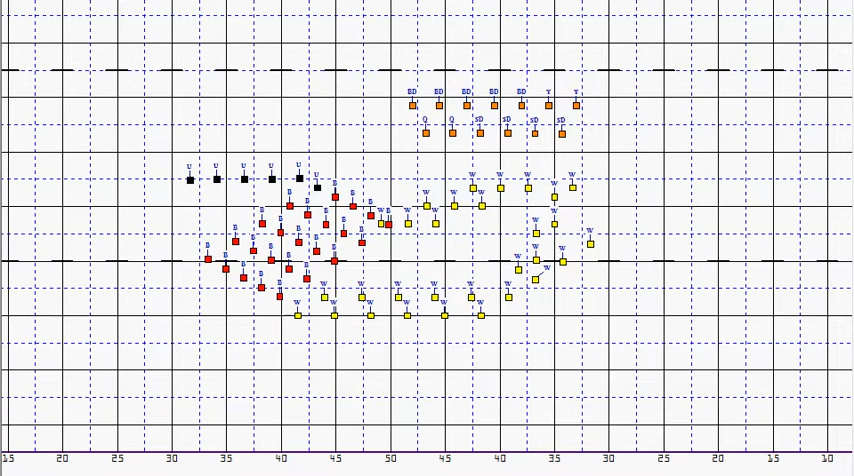 BD BD BD BD BD Y Y
Q Q SD SD SD SD
U U U U U
U W W W W
B W
B B W W W
B B
B B W B W W W
B B W
B B B W
B B
B B B W W
B B W
B B W
B
B W W W W W W
W W W W W W
15 20 25 30 35 40 45 50 45 40 35 30 25 20 15 10